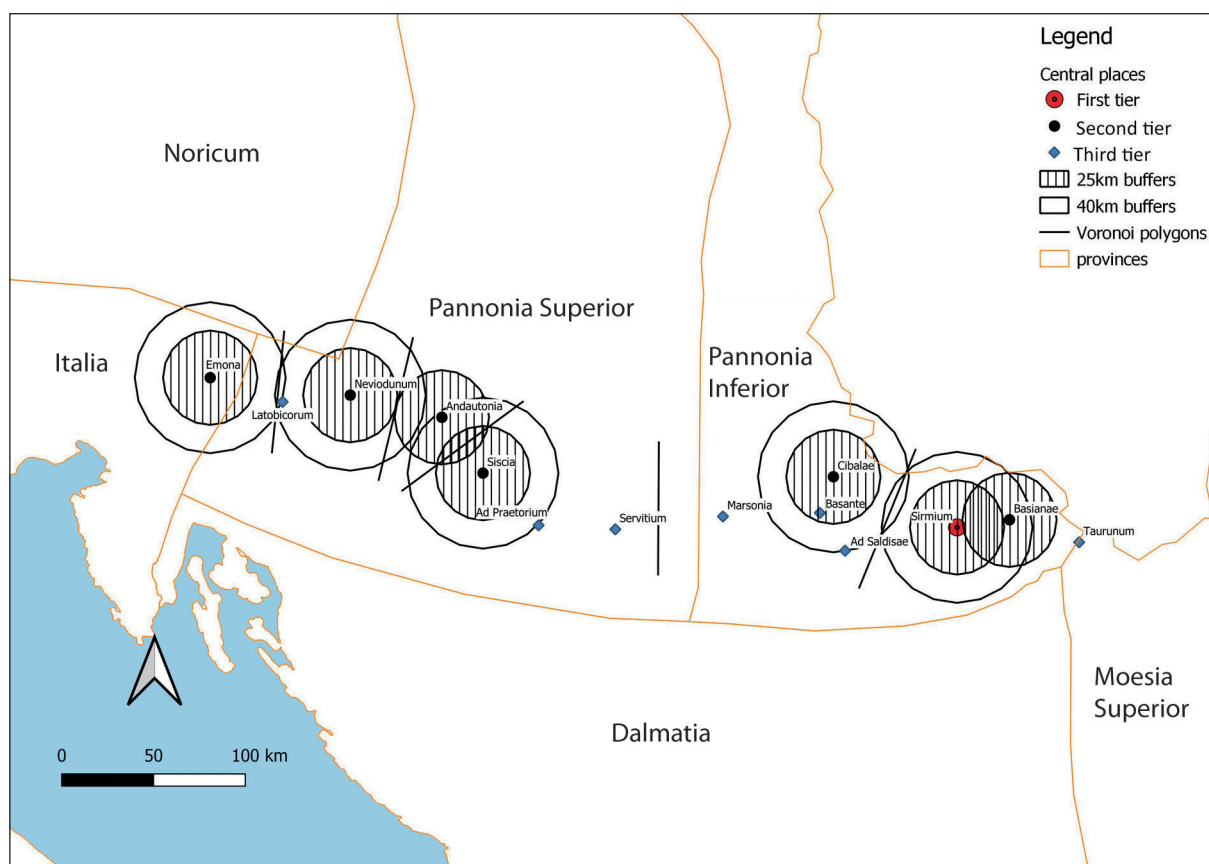 Legend
Central places
First tier
Second tier
Third tier
25km buffers
40km buffers
Voronoi polygons
provinces
Noricum
Pannonia Superior
Italia
Pannonia
Inferior
Emona
Neviodunum
Latobicorum
Andautonia
Siscia
Ad Praetorium
Servitium
Marsonia
Cibalae
Basante
Ad Saldisae
Sirmium
Basianae
Taurunum
Moesia
Superior
Dalmatia
0 50 100 km